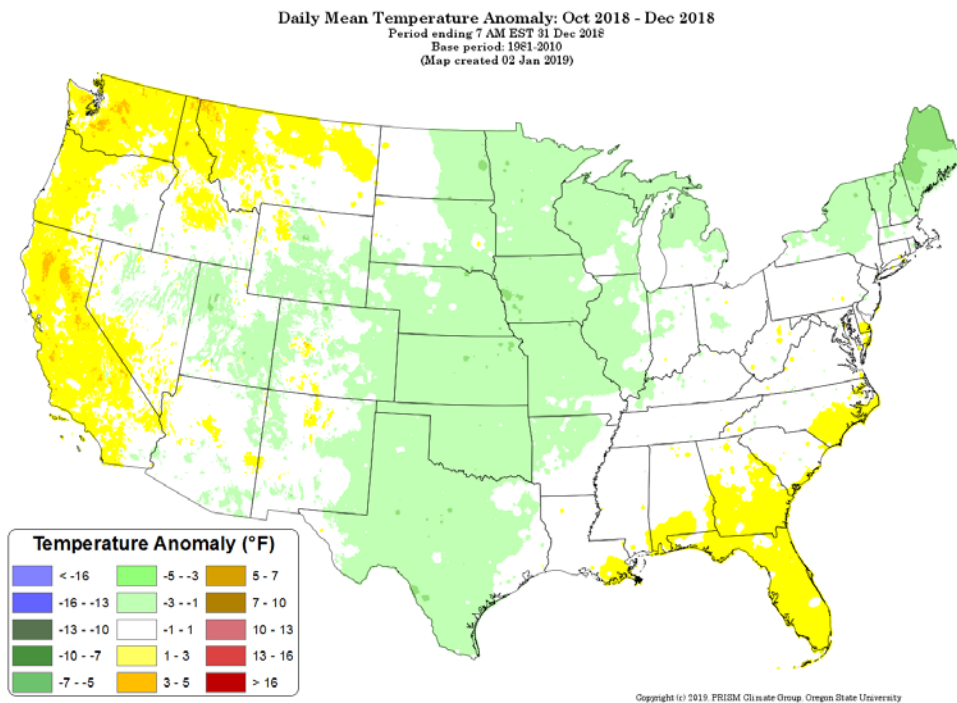 Daily Mean Temperature Anomaly: Oct 2018 - Dec 2018
Period ending 7 AM EST 31 Dec 2018
Base period: 1981-2010
(Map created 02 Jan 2019)
Temperature Anomaly (°F)
< -16
-16 - -13
-13 - -10
-10 - -7
-7 - -5
-5 - -3
-3 - -1
-1 - 1
1 - 3
3 - 5
5 - 7
7 - 10
10 - 13
13 - 16
> 16
Copyright (c) 2019, PRISM Climate Group, Oregon State University